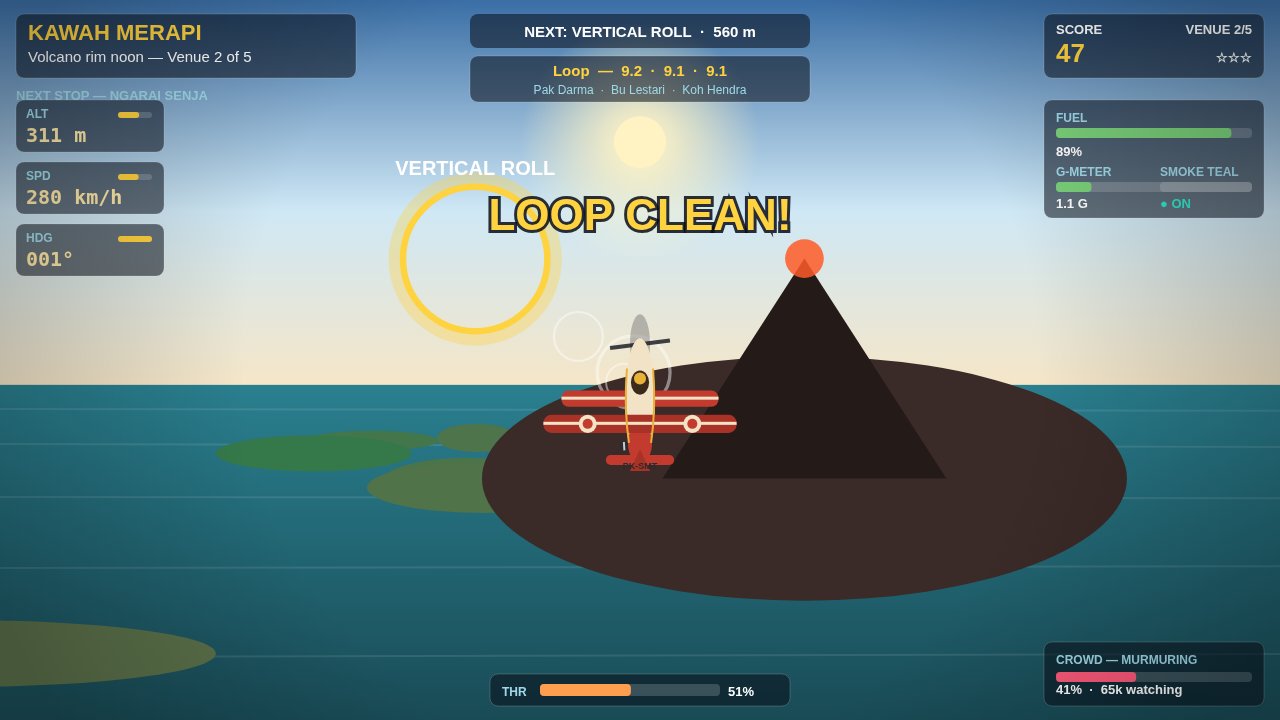 KAWAH MERAPI
Volcano rim noon — Venue 2 of 5
NEXT STOP — NGARAI SENJA
ALT
311 m
SPD
280 km/h
HDG
001°
NEXT: VERTICAL ROLL · 560 m
Loop — 9.2 · 9.1 · 9.1
Pak Darma · Bu Lestari · Koh Hendra
VERTICAL ROLL
LOOP CLEAN!
PK-SMT
SCORE VENUE 2/5
47 ☆☆☆
FUEL
89%
G-METER SMOKE TEAL
1.1 G ● ON
THR 51%
CROWD — MURMURING
41% · 65k watching